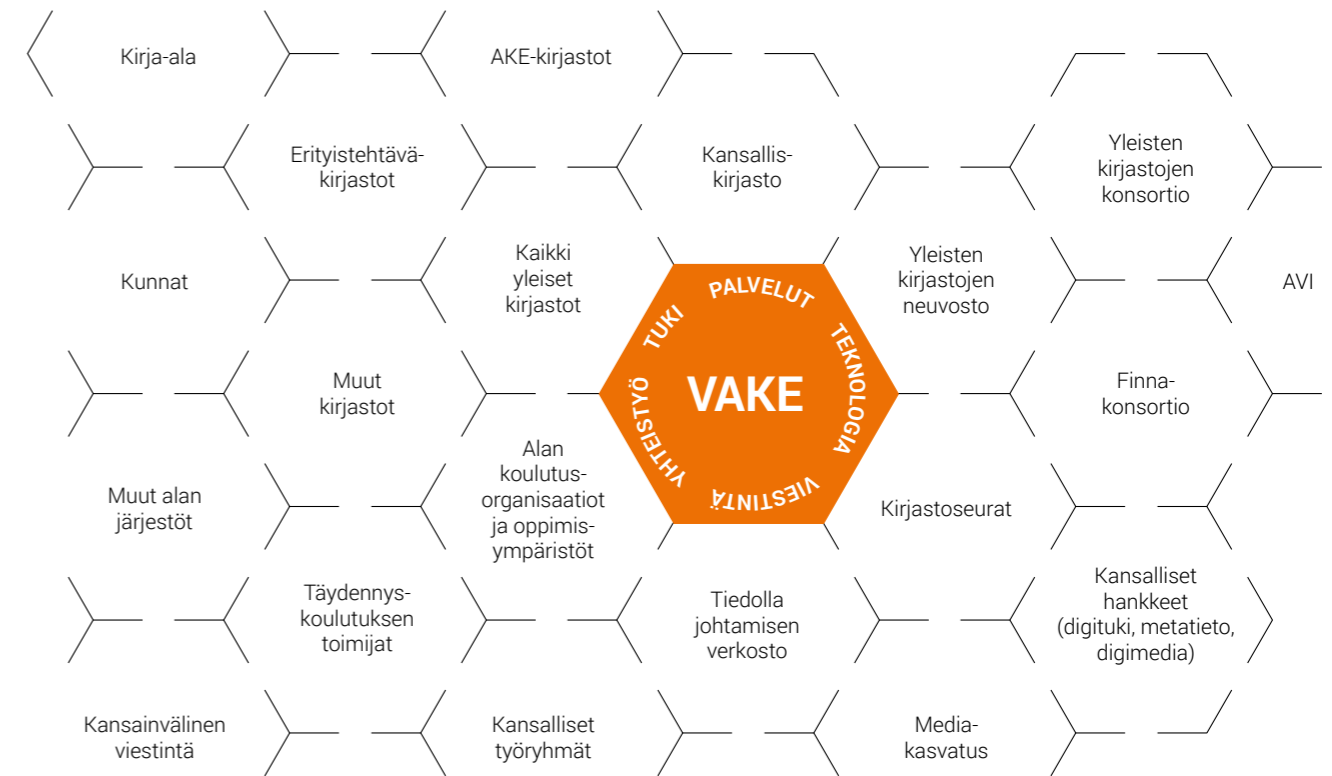 Kirja-ala
AKE-kirjastot
Erityistehtävä-
kirjastot
Kansallis-
kirjasto
Yleisten
kirjastojen
konsortio
Kunnat
Kaikki
yleiset
kirjastot
Yleisten
kirjastojen
neuvosto
AVI
PALVELUT
TEKNOLOGIA
VIESTINTÄ
YHTEISTYÖ
TUKI
VAKE
Muut
kirjastot
Finna-
konsortio
Muut alan
järjestöt
Alan
koulutus-
organisaatiot
ja oppimis-
ympäristöt
Kirjastoseurat
Täydennys-
koulutuksen
toimijat
Tiedolla
johtamisen
verkosto
Kansalliset
hankkeet
(digituki, metatieto,
digimedia)
Kansainvälinen
viestintä
Kansalliset
työryhmät
Media-
kasvatus